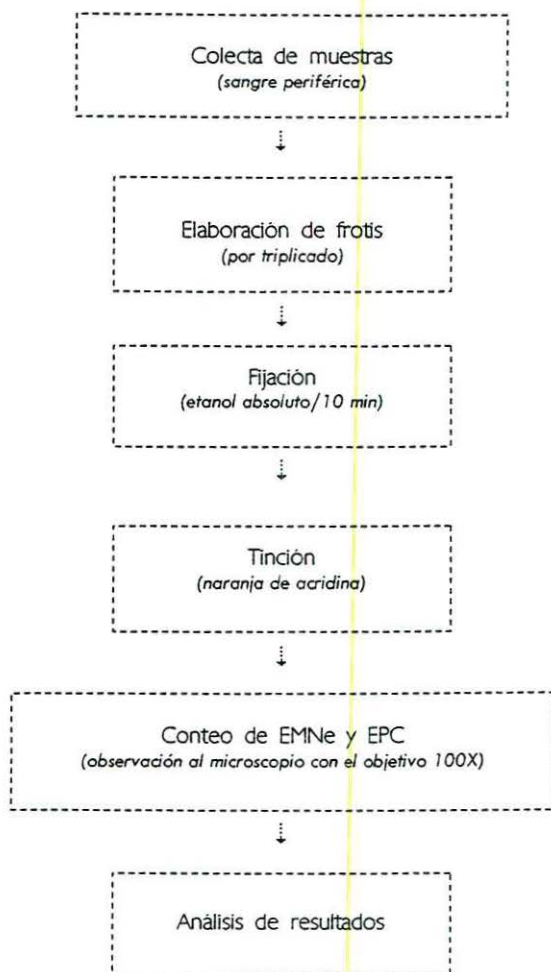 Colecta de muestras
(sangre periférica)
Elaboración de frotis
(por triplicado)
Fijación
(etanol absoluto/10 min)
Tinción
(naranja de acridina)
Conteo de EMNe y EPC
(observación al microscopio con el objetivo 100X)
Análisis de resultados